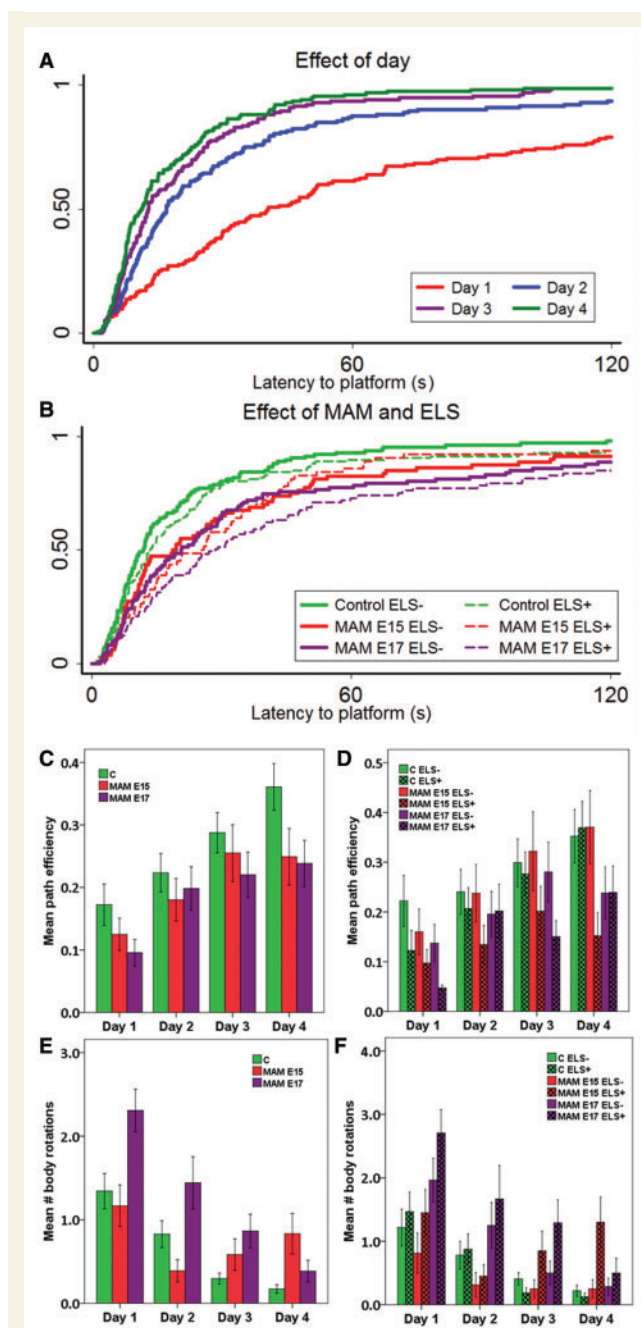 A
Effect of day
1
0.50
0
Day 1
Day 2
Day 3
Day 4
0
60
120
Latency to platform (s)
B
Effect of MAM and ELS
1
0.50
0
Control ELS-
Control ELS+
MAM E15 ELS-
MAM E15 ELS+
MAM E17 ELS-
MAM E17 ELS+
0
60
120
Latency to platform (s)
C
C
MAM E15
MAM E17
Mean path efficiency
0.4
0.3
0.2
0.1
0.0
Day 1
Day 2
Day 3
Day 4
D
C ELS-
C ELS+
MAM E15 ELS-
MAM E15 ELS+
MAM E17 ELS-
MAM E17 ELS+
Mean path efficiency
0.5
0.4
0.3
0.2
0.1
0.0
Day 1
Day 2
Day 3
Day 4
E
C
MAM E15
MAM E17
Mean # body rotations
3.0
2.0
1.0
0.0
Day 1
Day 2
Day 3
Day 4
F
C ELS-
C ELS+
MAM E15 ELS-
MAM E15 ELS+
MAM E17 ELS-
MAM E17 ELS+
Mean # body rotations
4.0
3.0
2.0
1.0
0.0
Day 1
Day 2
Day 3
Day 4